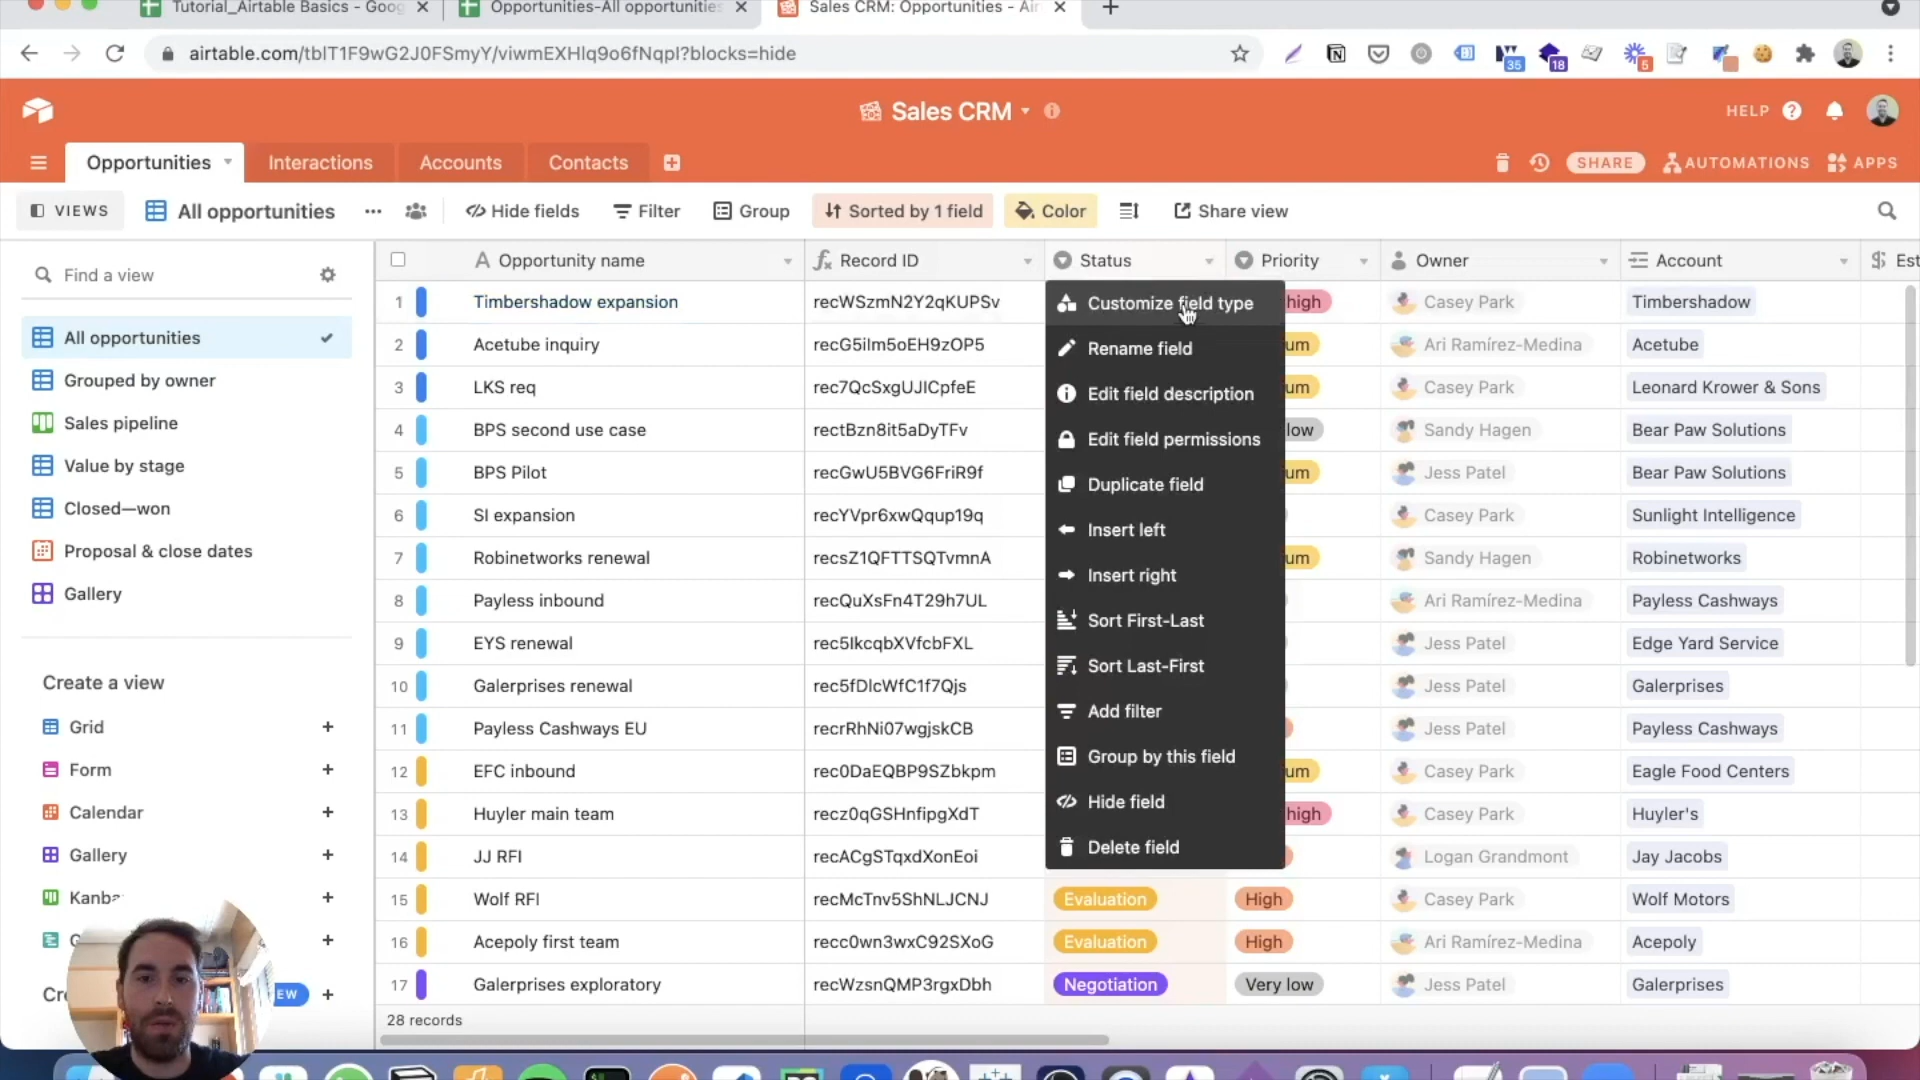 Tutorial_Airtable Basics - Goog
Opportunities-All opportunities
Sales CRM: Opportunities - Air
airtable.com/tblT1F9wG2J0FSmyY/viwmEXHlq9o6fNqpI?blocks=hide
35
18
5
Sales CRM
HELP
Opportunities
Interactions
Accounts
Contacts
SHARE
AUTOMATIONS
APPS
VIEWS
All opportunities
Hide fields
Filter
Group
Sorted by 1 field
Color
Share view
Find a view
All opportunities
Grouped by owner
Sales pipeline
Value by stage
Closed—won
Proposal & close dates
Gallery
Create a view
Grid
Form
Calendar
Gallery
Kanba
EW
Opportunity name Record ID Status Priority Owner Account Est
1 Timbershadow expansion recWSzmN2Y2qKUPSv high Casey Park Timbershadow
2 Acetube inquiry recG5ilm5oEH9zOP5 um Ari Ramírez-Medina Acetube
3 LKS req rec7QcSxgUJICpfeE um Casey Park Leonard Krower & Sons
4 BPS second use case rectBzn8it5aDyTFv low Sandy Hagen Bear Paw Solutions
5 BPS Pilot recGwU5BVG6FriR9f um Jess Patel Bear Paw Solutions
6 SI expansion recYVpr6xwQqup19q Casey Park Sunlight Intelligence
7 Robinetworks renewal recsZ1QFTTSQTvmnA um Sandy Hagen Robinetworks
8 Payless inbound recQuXsFn4T29h7UL Ari Ramírez-Medina Payless Cashways
9 EYS renewal rec5IkcqbXVfcbFXL Jess Patel Edge Yard Service
10 Galerprises renewal rec5fDlcWfC1f7Qjs Jess Patel Galerprises
11 Payless Cashways EU recrRhNi07wgjskCB Jess Patel Payless Cashways
12 EFC inbound rec0DaEQBP9SZbkpm um Casey Park Eagle Food Centers
13 Huyler main team recz0qGSHnfipgXdT high Casey Park Huyler's
14 JJ RFI recACgSTqxdXonEoi Logan Grandmont Jay Jacobs
15 Wolf RFI recMcTnv5ShNLJCNJ Evaluation High Casey Park Wolf Motors
16 Acepoly first team recc0wn3wxC92SXoG Evaluation High Ari Ramírez-Medina Acepoly
17 Galerprises exploratory recWzsnQMP3rgxDbh Negotiation Very low Jess Patel Galerprises
28 records
Customize field type
Rename field
Edit field description
Edit field permissions
Duplicate field
Insert left
Insert right
Sort First-Last
Sort Last-First
Add filter
Group by this field
Hide field
Delete field